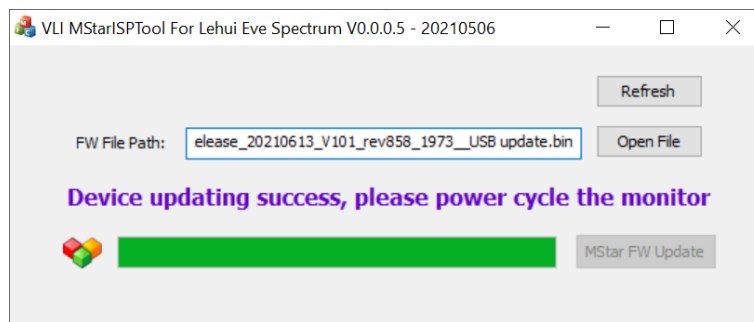 VLI MStarISPTool For Lehui Eve Spectrum V0.0.0.5 - 20210506
Refresh
FW File Path: elease_20210613_V101_rev858_1973__USB update.bin Open File
Device updating success, please power cycle the monitor
MStar FW Update